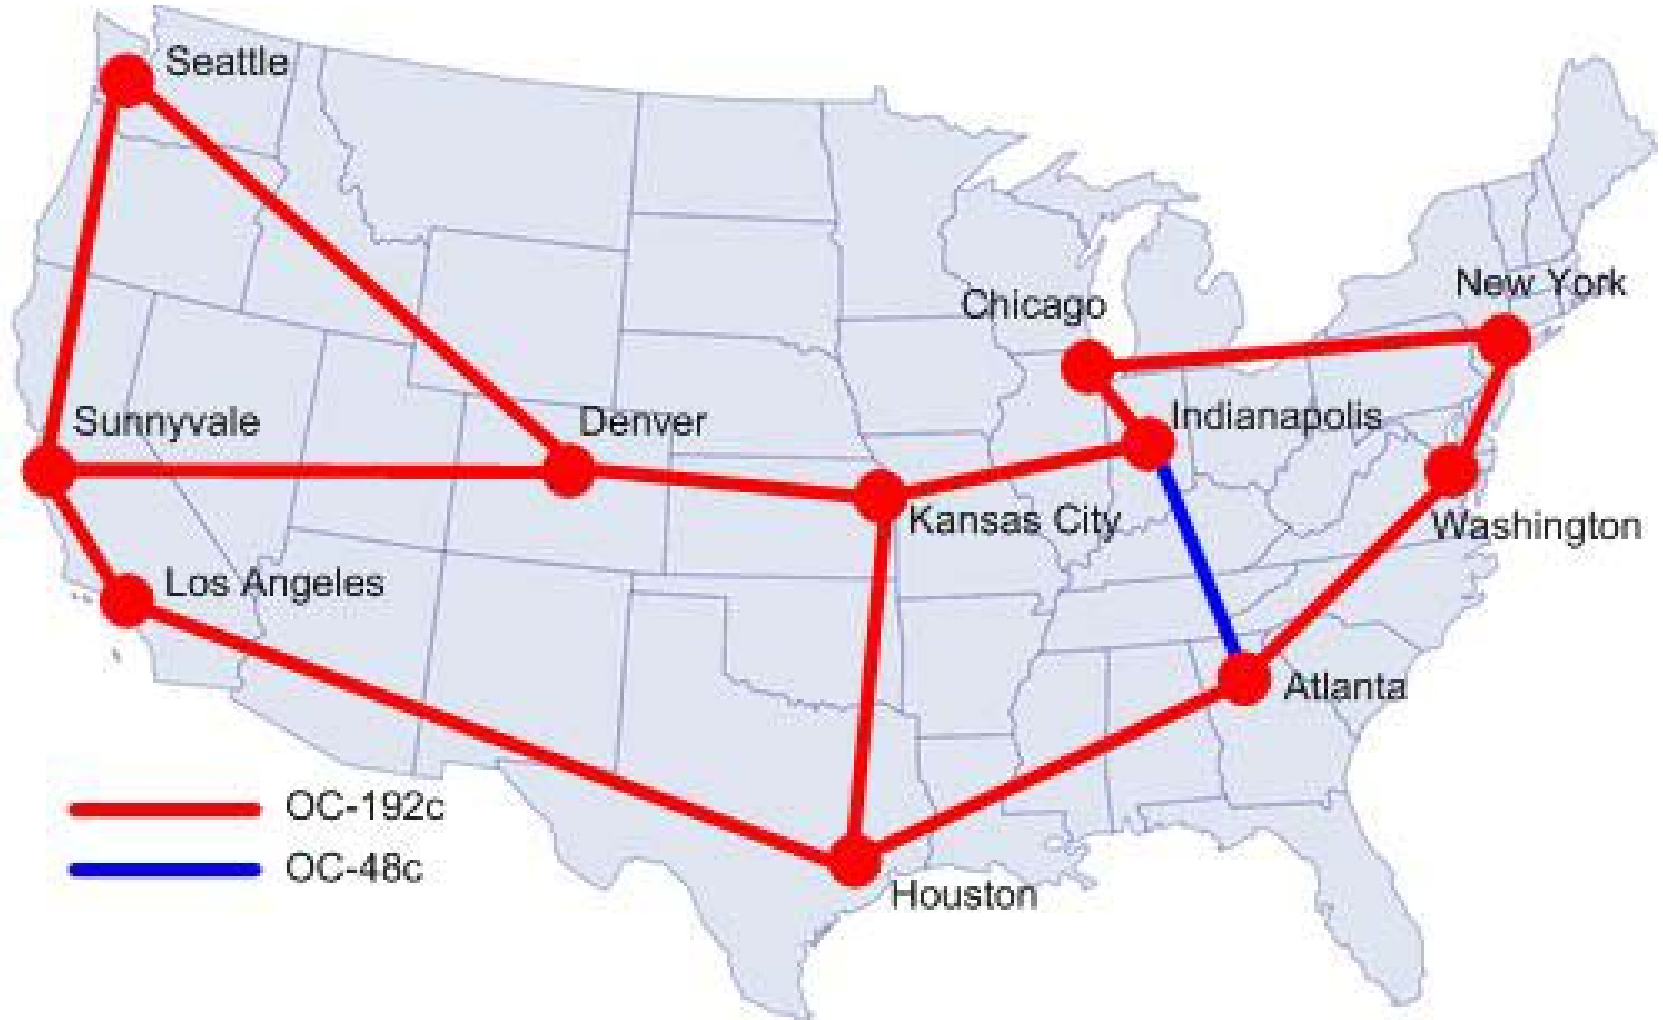 Seattle
New York
Chicago
Sunnyvale
Denver
Indianapolis
Kansas City
Washington
Los Angeles
Atlanta
OC-192c
OC-48c
Houston